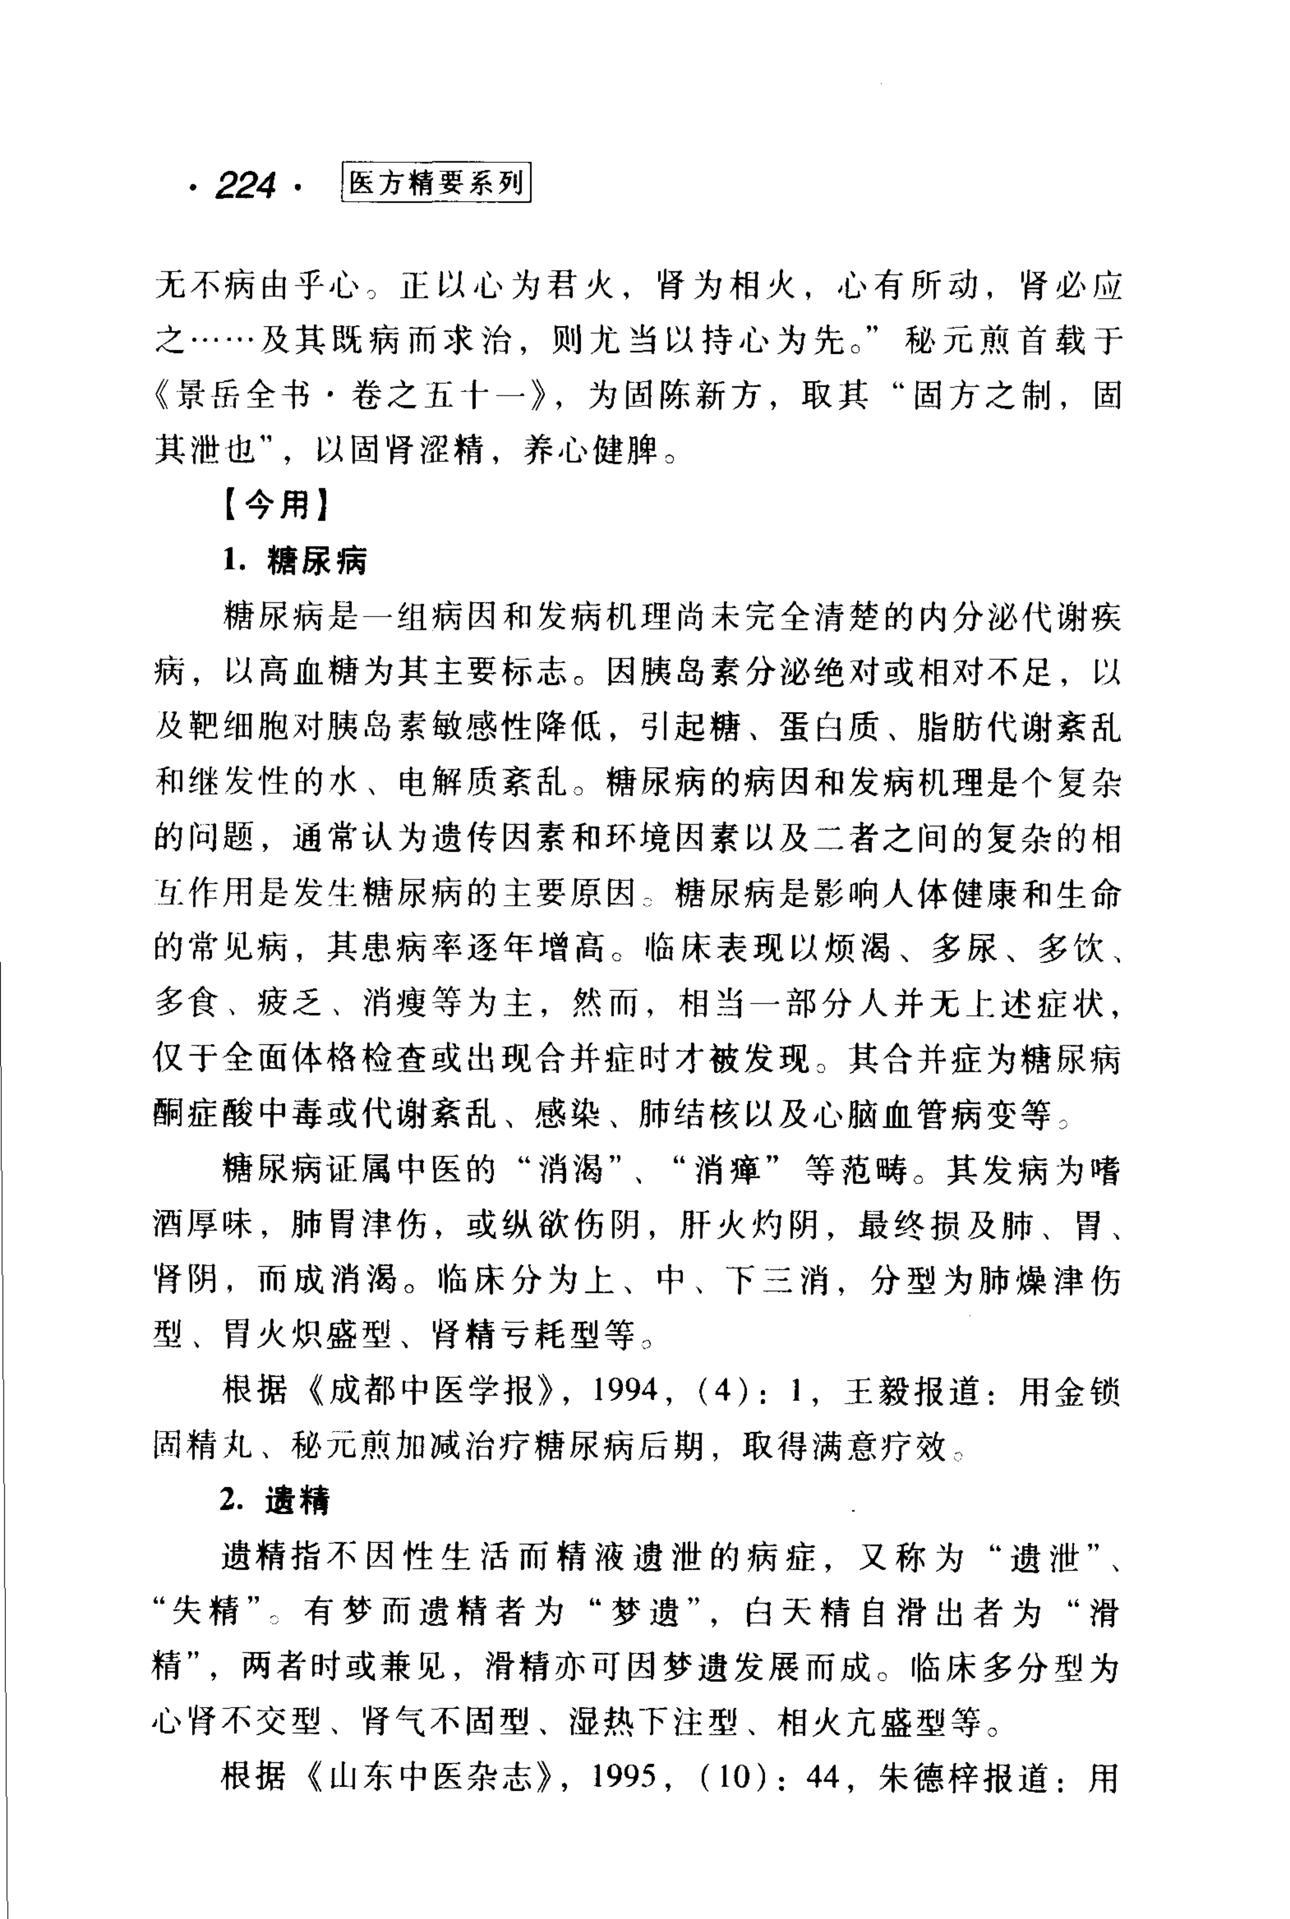 · 224 · 医方精要系列
无不病由乎心。正以心为君火，肾为相火，心有所动，肾必应
之……及其既病而求治，则尤当以持心为先。”秘元煎首载于
《景岳全书·卷之五十一》，为固陈新方，取其“固方之制，固
其泄也”，以固肾涩精，养心健脾。
【今用】
1. 糖尿病
糖尿病是一组病因和发病机理尚未完全清楚的内分泌代谢疾
病，以高血糖为其主要标志。因胰岛素分泌绝对或相对不足，以
及靶细胞对胰岛素敏感性降低，引起糖、蛋白质、脂肪代谢紊乱
和继发性的水、电解质紊乱。糖尿病的病因和发病机理是个复杂
的问题，通常认为遗传因素和环境因素以及二者之间的复杂的相
互作用是发生糖尿病的主要原因。糖尿病是影响人体健康和生命
的常见病，其患病率逐年增高。临床表现以烦渴、多尿、多饮、
多食、疲乏、消瘦等为主，然而，相当一部分人并无上述症状，
仅于全面体格检查或出现合并症时才被发现。其合并症为糖尿病
酮症酸中毒或代谢紊乱、感染、肺结核以及心脑血管病变等。
糖尿病证属中医的“消渴”、“消瘅”等范畴。其发病为嗜
酒厚味，肺胃津伤，或纵欲伤阴，肝火灼阴，最终损及肺、胃、
肾阴，而成消渴。临床分为上、中、下三消，分型为肺燥津伤
型、胃火炽盛型、肾精亏耗型等。
根据《成都中医学报》，1994，（4）：1，王毅报道：用金锁
固精丸、秘元煎加减治疗糖尿病后期，取得满意疗效。
2. 遗精
遗精指不因性生活而精液遗泄的病症，又称为“遗泄”、
“失精”。有梦而遗精者为“梦遗”，白天精自滑出者为“滑
精”，两者时或兼见，滑精亦可因梦遗发展而成。临床多分型为
心肾不交型、肾气不固型、湿热下注型、相火亢盛型等。
根据《山东中医杂志》，1995，（10）：44，朱德梓报道：用